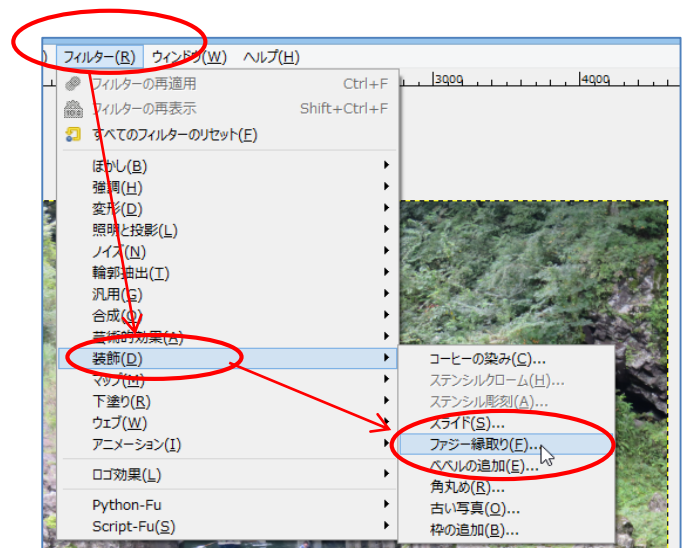 ) フィルター(R) ウィンドウ(W) ヘルプ(H)
3000 4000
フィルターの再適用 Ctrl+F
フィルターの再表示 Shift+Ctrl+F
すべてのフィルターのリセット(F)
ぼかし(B)
強調(H)
変形(D)
照明と投影(L)
ノイズ(N)
輪郭抽出(T)
汎用(G)
合成(O)
芸術的効果(A)
装飾(D)
マップ(M)
下塗り(R)
ウェブ(W)
アニメーション(I)
ロゴ効果(L)
Python-Fu
Script-Fu(S)
コーヒーの染み(C)...
ステンシルクローム(H)...
ステンシル彫刻(A)...
スライド(S)...
ファジー縁取り(F)...
ベベルの追加(E)...
角丸め(R)...
古い写真(O)...
枠の追加(B)...